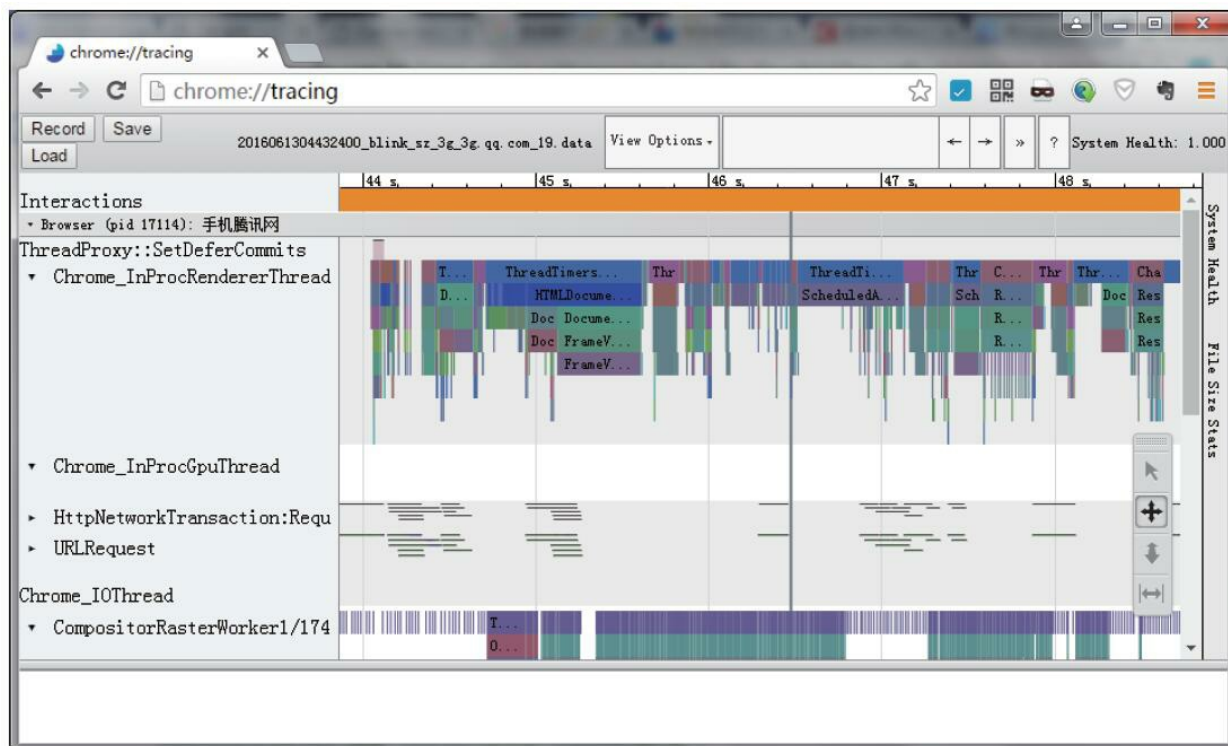 chrome://tracing
chrome://tracing
Record Save
Load
20160613044432400_blink_sz_3g_3g.qq.com_19.data
View Options
← → » ?
System Health: 1.000
44 s, 45 s, 46 s, 47 s, 48 s,
Interactions
Browser (pid 17114): 手机腾讯网
ThreadProxy::SetDeferCommits
Chrome_InProcRendererThread
T... ThreadTimers... Thr ThreadTi... Thr C... Thr Thr... Cha
D... HTMLDocume... ScheduledA... Sch R... Doc Res
Doc Docume... R... Res
Doc FrameV... R... Res
FrameV...
Chrome_InProcGpuThread
HttpNetworkTransaction:Requ
URLRequest
Chrome_IOThread
CompositorRasterWorker1/174
T...
O...
System Health
File Size Stats